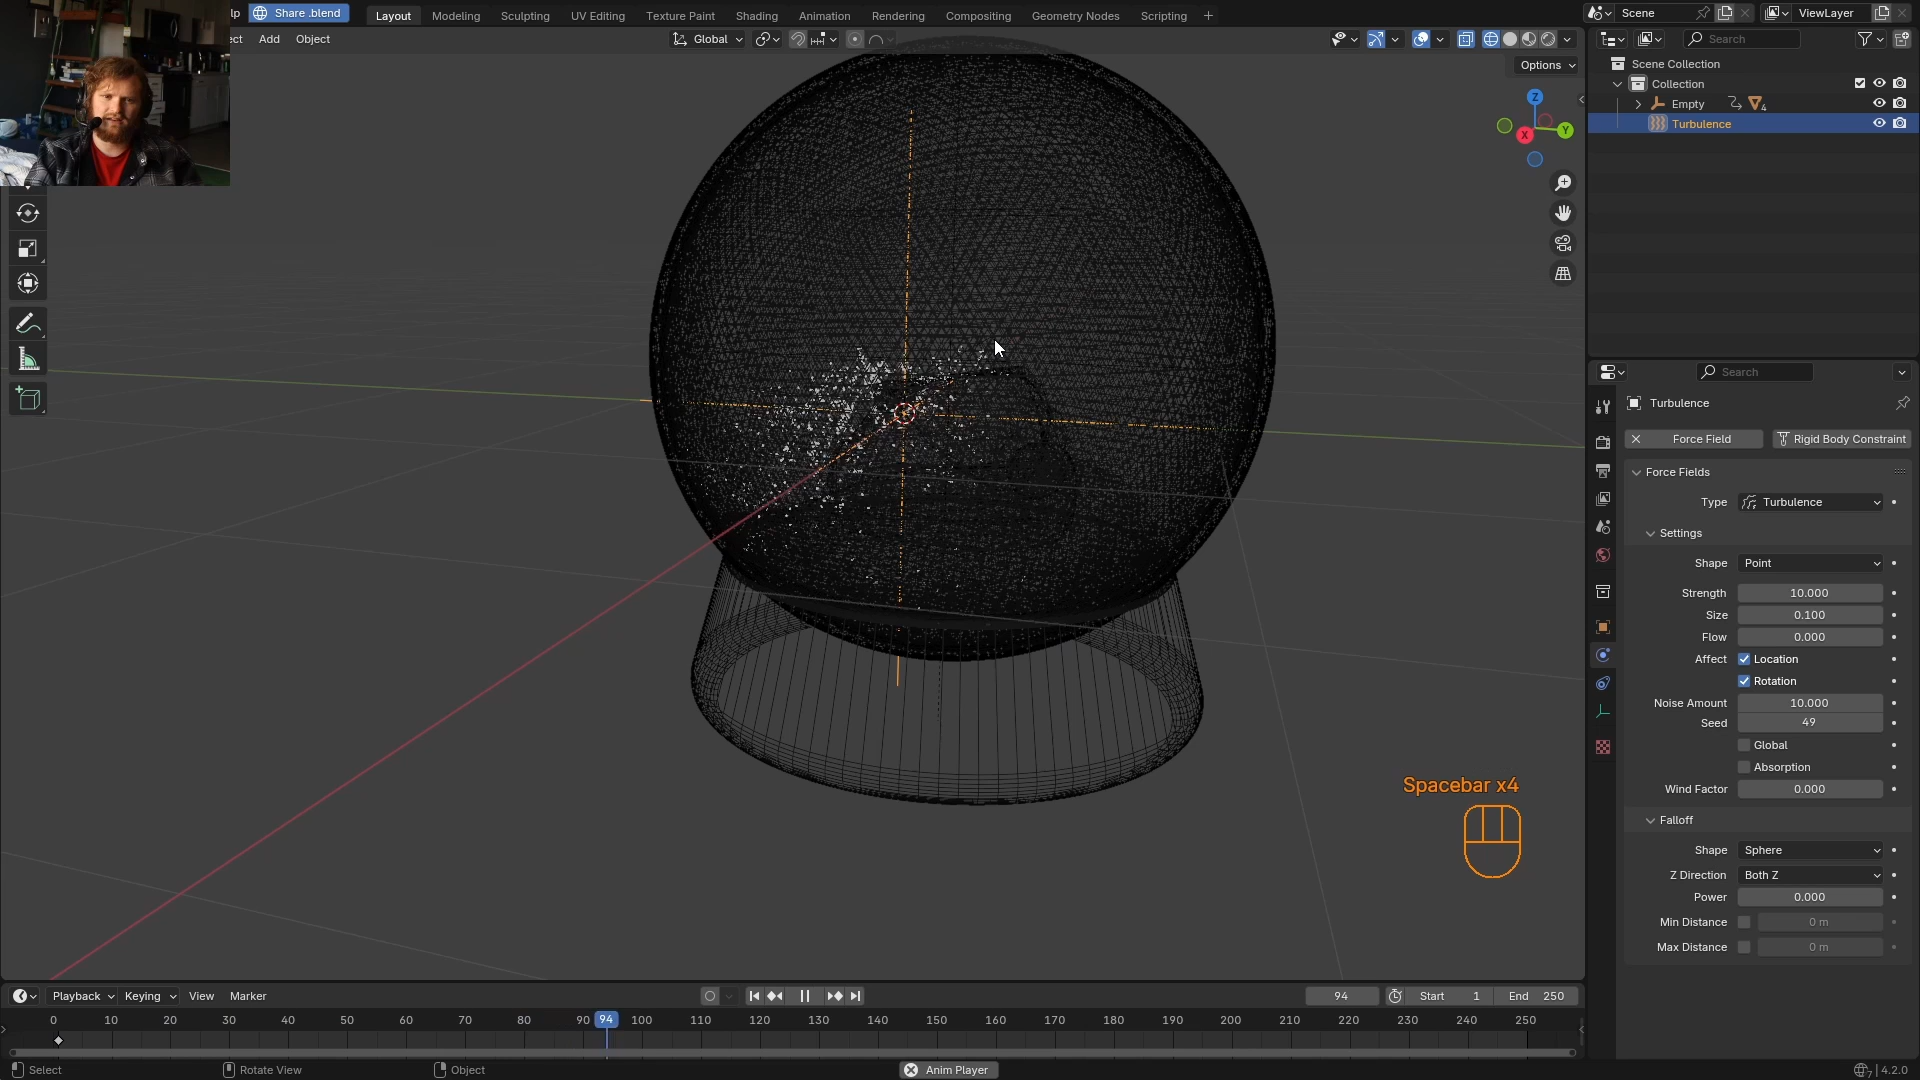 lp
Share .blend
Layout
Modeling
Sculpting
UV Editing
Texture Paint
Shading
Animation
Rendering
Compositing
Geometry Nodes
Scripting
+
Scene
ViewLayer
ect
Add
Object
Global
Search
Options
Scene Collection
Collection
Empty
4
Turbulence
Z
X
Y
Search
Turbulence
Force Field
Rigid Body Constraint
Force Fields
Type Turbulence
Settings
Shape Point
Strength 10.000
Size 0.100
Flow 0.000
Affect Location
Rotation
Noise Amount 10.000
Seed 49
Global
Absorption
Wind Factor 0.000
Falloff
Shape Sphere
Z Direction Both Z
Power 0.000
Min Distance 0 m
Max Distance 0 m
Spacebar x4
Playback
Keying
View
Marker
94
Start 1
End 250
0 10 20 30 40 50 60 70 80 90 94 100 110 120 130 140 150 160 170 180 190 200 210 220 230 240 250
Select
Rotate View
Object
Anim Player
7 | 4.2.0